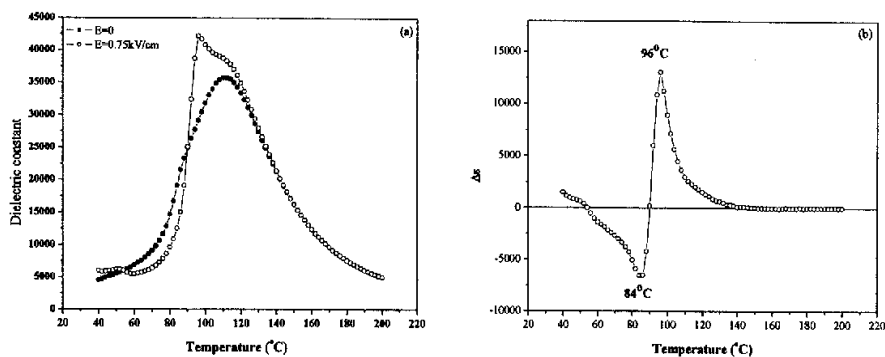 45000
40000
35000
30000
25000
20000
15000
10000
5000
0
E=0
E=0.75kV/cm
(a)
Dielectric constant
20 40 60 80 100 120 140 160 180 200 220
Temperature (°C)
15000
10000
5000
0
-5000
-10000
(b)
96°C
84°C
Δε
20 40 60 80 100 120 140 160 180 200 220
Temperature (°C)